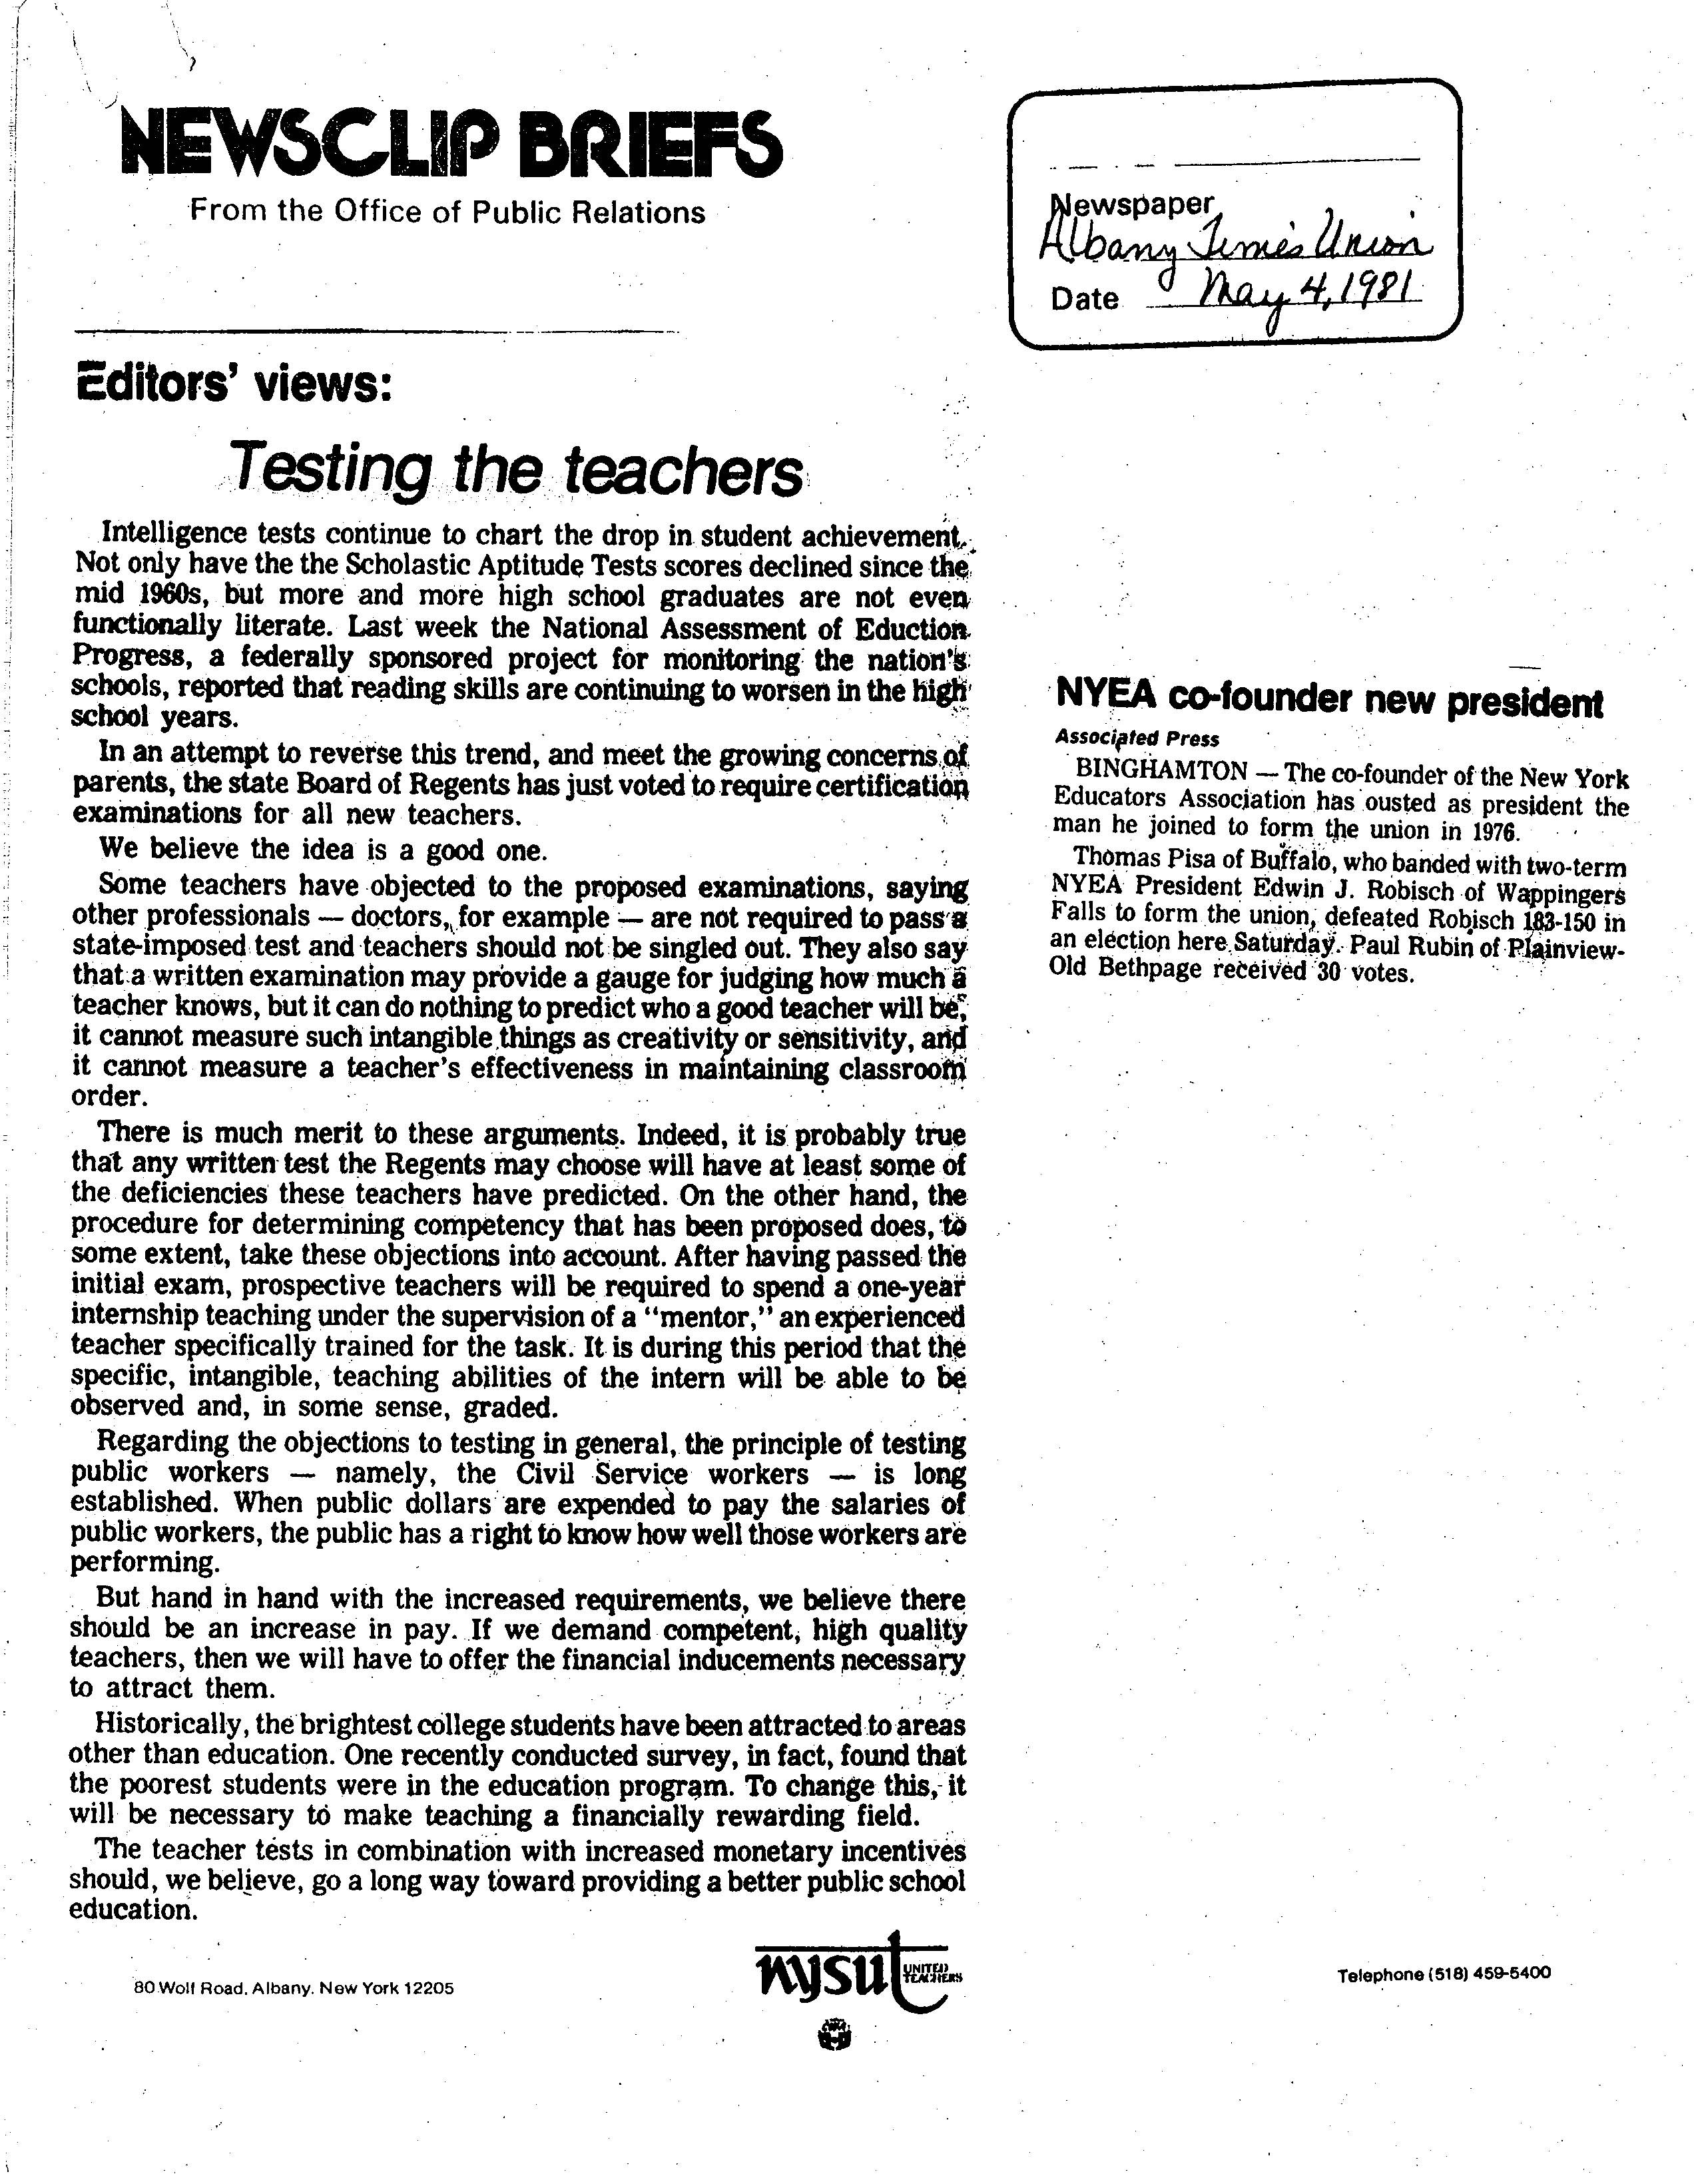 NEWSCLIP BRIEFS
From the Office of Public Relations
Newspaper
Albany Times Union
Date May 4, 1981
Editors' views:
Testing the teachers
Intelligence tests continue to chart the drop in student achievement.
Not only have the the Scholastic Aptitude Tests scores declined since the
mid 1960s, but more and more high school graduates are not even
functionally literate. Last week the National Assessment of Eduction
Progress, a federally sponsored project for monitoring the nation's
schools, reported that reading skills are continuing to worsen in the high
school years.
In an attempt to reverse this trend, and meet the growing concerns of
parents, the state Board of Regents has just voted to require certification
examinations for all new teachers.
We believe the idea is a good one.
Some teachers have objected to the proposed examinations, saying
other professionals — doctors, for example — are not required to pass a
state-imposed test and teachers should not be singled out. They also say
that a written examination may provide a gauge for judging how much a
teacher knows, but it can do nothing to predict who a good teacher will be;
it cannot measure such intangible things as creativity or sensitivity, and
it cannot measure a teacher's effectiveness in maintaining classroom
order.
There is much merit to these arguments. Indeed, it is probably true
that any written test the Regents may choose will have at least some of
the deficiencies these teachers have predicted. On the other hand, the
procedure for determining competency that has been proposed does, to
some extent, take these objections into account. After having passed the
initial exam, prospective teachers will be required to spend a one-year
internship teaching under the supervision of a "mentor," an experienced
teacher specifically trained for the task. It is during this period that the
specific, intangible, teaching abilities of the intern will be able to be
observed and, in some sense, graded.
Regarding the objections to testing in general, the principle of testing
public workers — namely, the Civil Service workers — is long
established. When public dollars are expended to pay the salaries of
public workers, the public has a right to know how well those workers are
performing.
But hand in hand with the increased requirements, we believe there
should be an increase in pay. If we demand competent, high quality
teachers, then we will have to offer the financial inducements necessary
to attract them.
Historically, the brightest college students have been attracted to areas
other than education. One recently conducted survey, in fact, found that
the poorest students were in the education program. To change this, it
will be necessary to make teaching a financially rewarding field.
The teacher tests in combination with increased monetary incentives
should, we believe, go a long way toward providing a better public school
education.
NYEA co-founder new president
Associated Press
BINGHAMTON — The co-founder of the New York
Educators Association has ousted as president the
man he joined to form the union in 1976.
Thomas Pisa of Buffalo, who banded with two-term
NYEA President Edwin J. Robisch of Wappingers
Falls to form the union, defeated Robisch 183-150 in
an election here Saturday. Paul Rubin of Plainview-
Old Bethpage received 30 votes.
80 Wolf Road, Albany, New York 12205
nysut UNITED
TEACHERS
Telephone (518) 459-5400